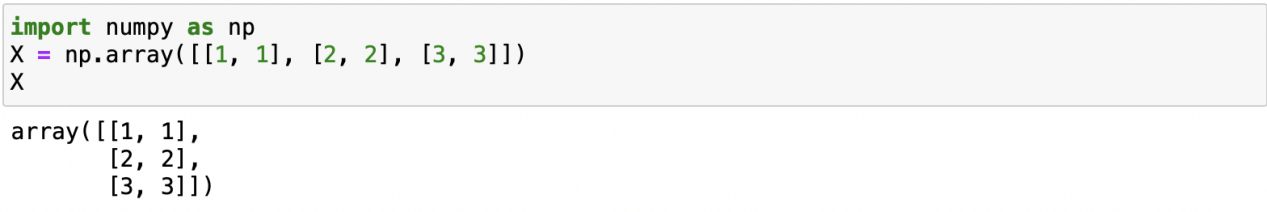 import numpy as np
X = np.array([[1, 1], [2, 2], [3, 3]])
X
array([[1, 1],
       [2, 2],
       [3, 3]])